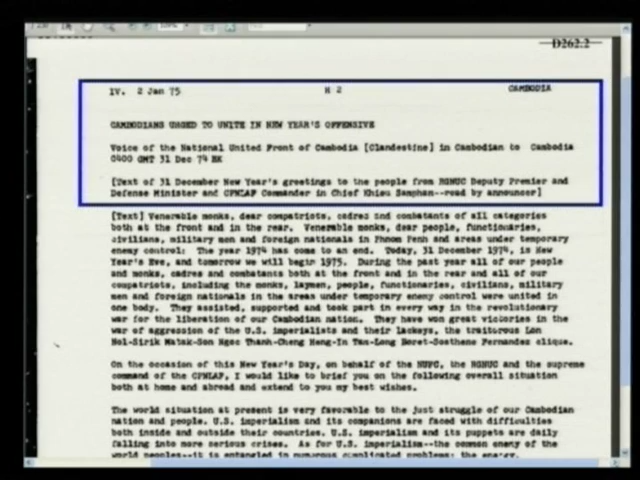 D262.2
IV. 2 Jan 75 H 2 CAMBODIA
CAMBODIANS URGED TO UNITE IN NEW YEAR'S OFFENSIVE
Voice of the National United Front of Cambodia [Clandestine] in Cambodian to Cambodia
0400 GMT 31 Dec 74 BK
[Text of 31 December New Year's greetings to the people from RGNUC Deputy Premier and
Defense Minister and CPNLAF Commander in Chief Khieu Samphan--read by announcer]
[Text] Venerable monks, dear compatriots, cadres and combatants of all categories
both at the front and in the rear. Venerable monks, dear people, functionaries,
civilians, military men and foreign nationals in Phnom Penh and areas under temporary
enemy control: The year 1974 has come to an end. Today, 31 December 1974, is New
Year's Eve, and tomorrow we will begin 1975. During the past year all of our people
and monks, cadres and combatants both at the front and in the rear and all of our
compatriots, including the monks, laymen, people, functionaries, civilians, military
men and foreign nationals in the areas under temporary enemy control were united in
one body. They assisted, supported and took part in every way in the revolutionary
war for the liberation of our Cambodian nation. They have won great victories in the
war of aggression of the U.S. imperialists and their lackeys, the traitorous Lon
Nol-Sirik Matak-Son Ngoc Thanh-Cheng Heng-In Tam-Long Boret-Sosthene Fernandez clique.
On the occasion of this New Year's Day, on behalf of the NUFC, the RGNUC and the supreme
command of the CPNLAF, I would like to brief you on the following overall situation
both at home and abroad and extend to you my best wishes.
The world situation at present is very favorable to the just struggle of our Cambodian
nation and people. U.S. imperialism and its companions are faced with difficulties
both inside and outside their countries. U.S. imperialism and its puppets are daily
falling into more serious crises. As for U.S. imperialism--the common enemy of the
world peoples--it is entangled in numerous complicated problems: the energy,